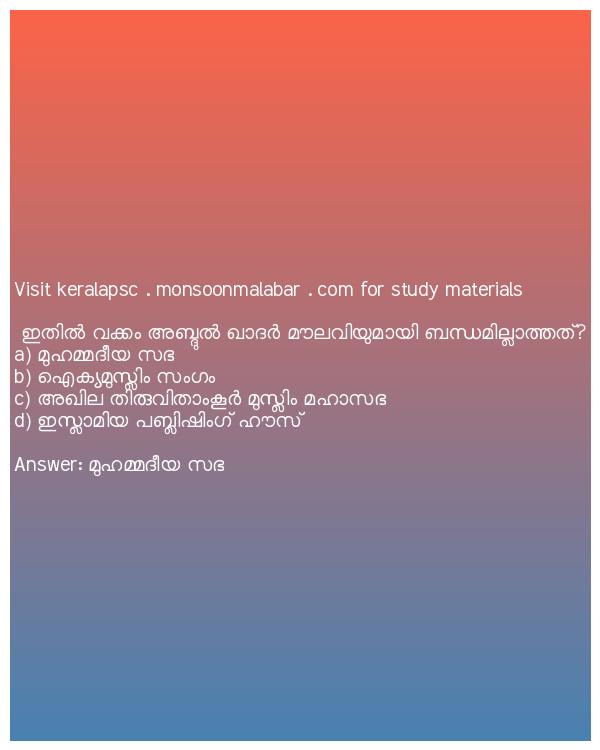 Visit keralapsc . monsoonmalabar . com for study materials
ഇതിൽ വക്കം അബ്ദുൽ ഖാദർ മൗലവിയുമായി ബന്ധമില്ലാത്തത്?
a) മുഹമ്മദീയ സഭ
b) ഐക്യമുസ്ലിം സംഗം
c) അഖില തിരുവിതാംകൂർ മുസ്ലിം മഹാസഭ
d) ഇസ്ലാമിയ പബ്ലിഷിംഗ് ഹൗസ്
Answer: മുഹമ്മദീയ സഭ